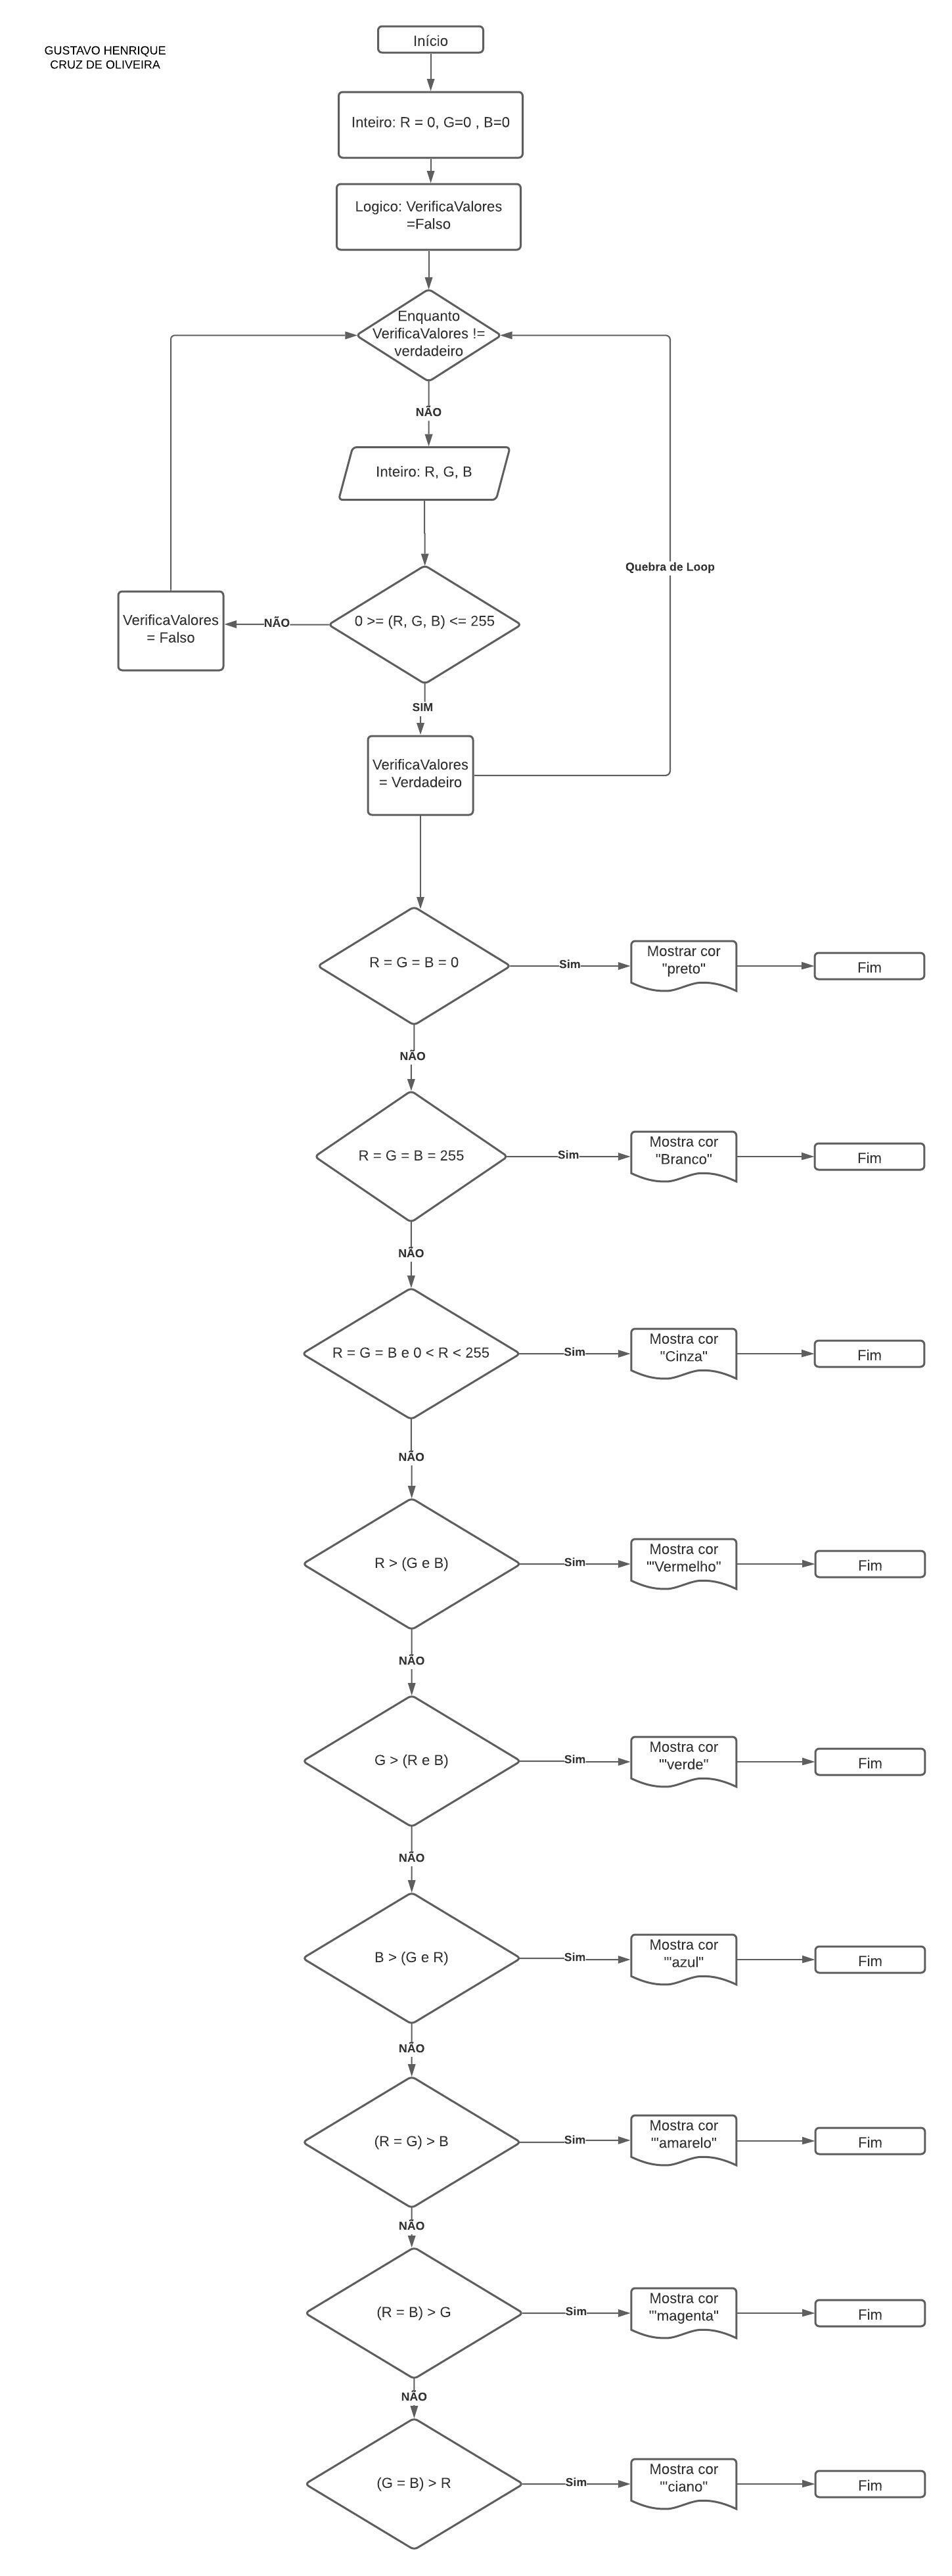 GUSTAVO HENRIQUE
CRUZ DE OLIVEIRA
Início
Inteiro: R = 0, G=0 , B=0
Logico: VerificaValores
=Falso
Enquanto
VerificaValores !=
verdadeiro
NÃO
Inteiro: R, G, B
Quebra de Loop
VerificaValores
= Falso
NÃO
0 >= (R, G, B) <= 255
SIM
VerificaValores
= Verdadeiro
R = G = B = 0
Sim
Mostrar cor
"preto"
Fim
NÃO
R = G = B = 255
Sim
Mostra cor
"Branco"
Fim
NÃO
R = G = B e 0 < R < 255
Sim
Mostra cor
"Cinza"
Fim
NÃO
R > (G e B)
Sim
Mostra cor
"'Vermelho"
Fim
NÃO
G > (R e B)
Sim
Mostra cor
"'verde"
Fim
NÃO
B > (G e R)
Sim
Mostra cor
"'azul"
Fim
NÃO
(R = G) > B
Sim
Mostra cor
"'amarelo"
Fim
NÃO
(R = B) > G
Sim
Mostra cor
"'magenta"
Fim
NÃO
(G = B) > R
Sim
Mostra cor
"'ciano"
Fim